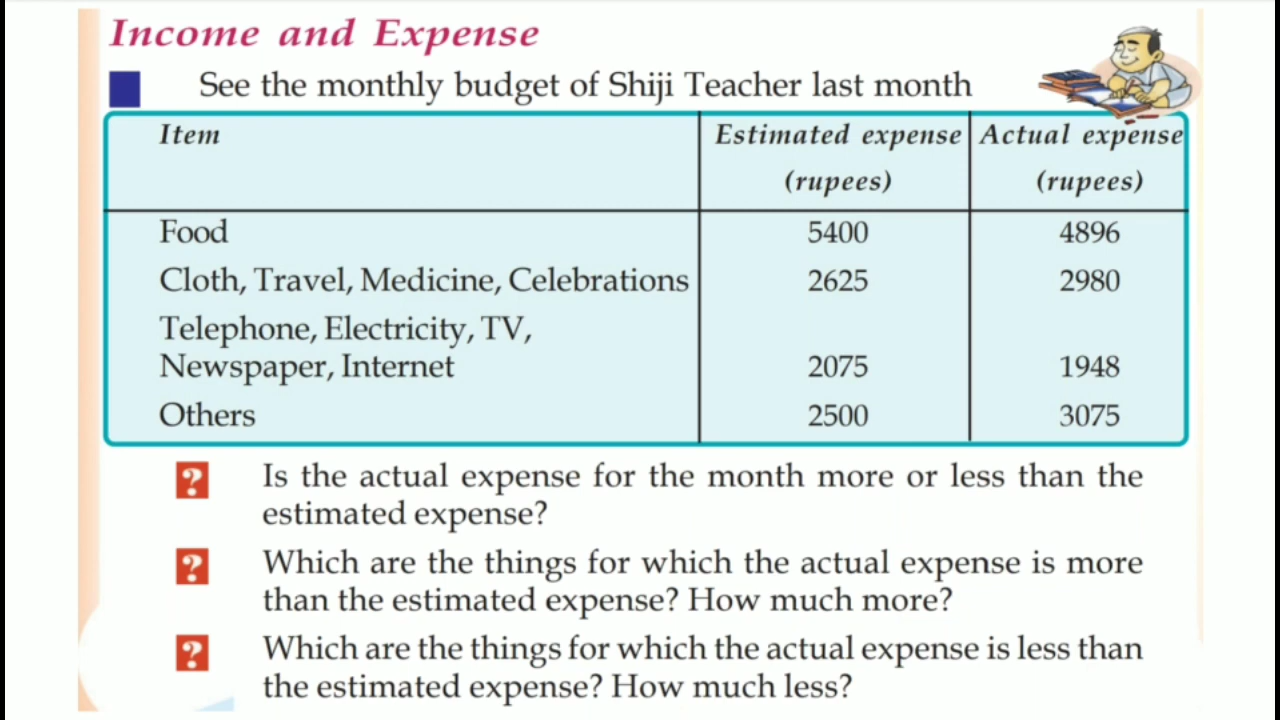 Income and Expense
See the monthly budget of Shiji Teacher last month
Item Estimated expense Actual expense
(rupees) (rupees)
Food 5400 4896
Cloth, Travel, Medicine, Celebrations 2625 2980
Telephone, Electricity, TV,
Newspaper, Internet 2075 1948
Others 2500 3075
? Is the actual expense for the month more or less than the
estimated expense?
? Which are the things for which the actual expense is more
than the estimated expense? How much more?
? Which are the things for which the actual expense is less than
the estimated expense? How much less?